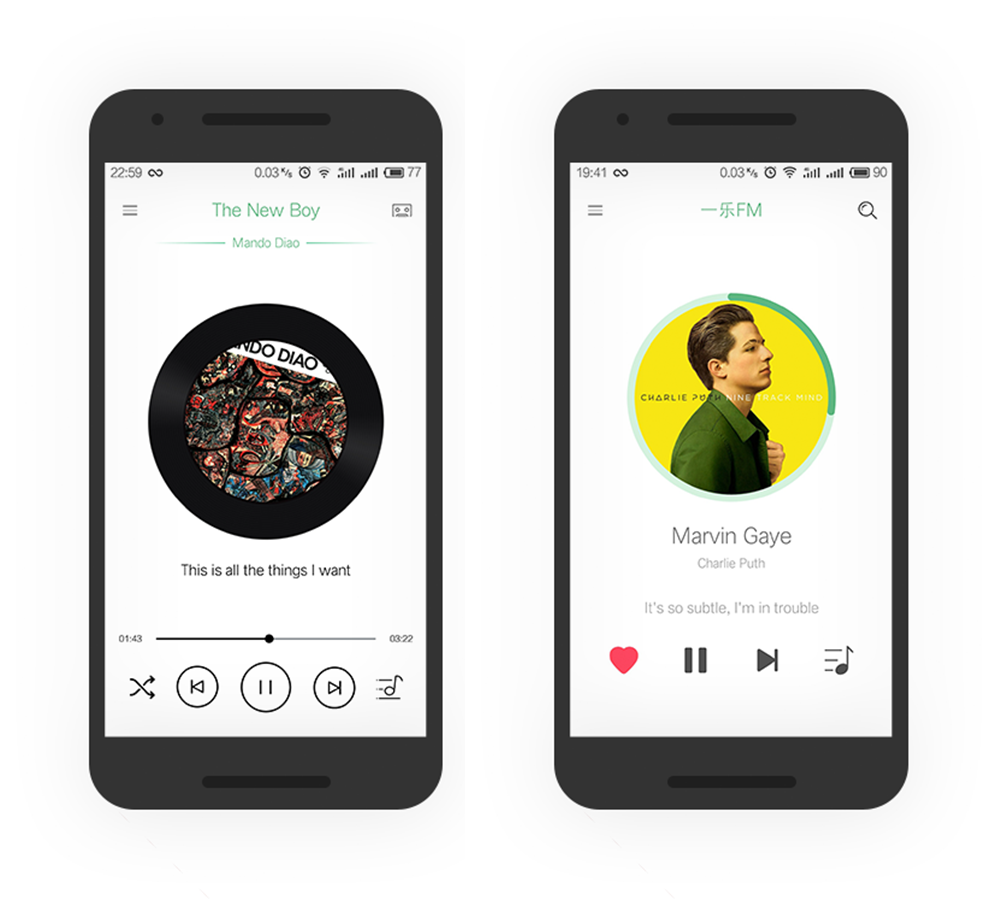 22:59 0.03 K/s 77
The New Boy
Mando Diao
NDO DIAO
This is all the things I want
01:43 03:22
19:41 0.03 K/s 90
一乐FM
CHARLIE PUTH NINE TRACK MIND
Marvin Gaye
Charlie Puth
It's so subtle, I'm in trouble